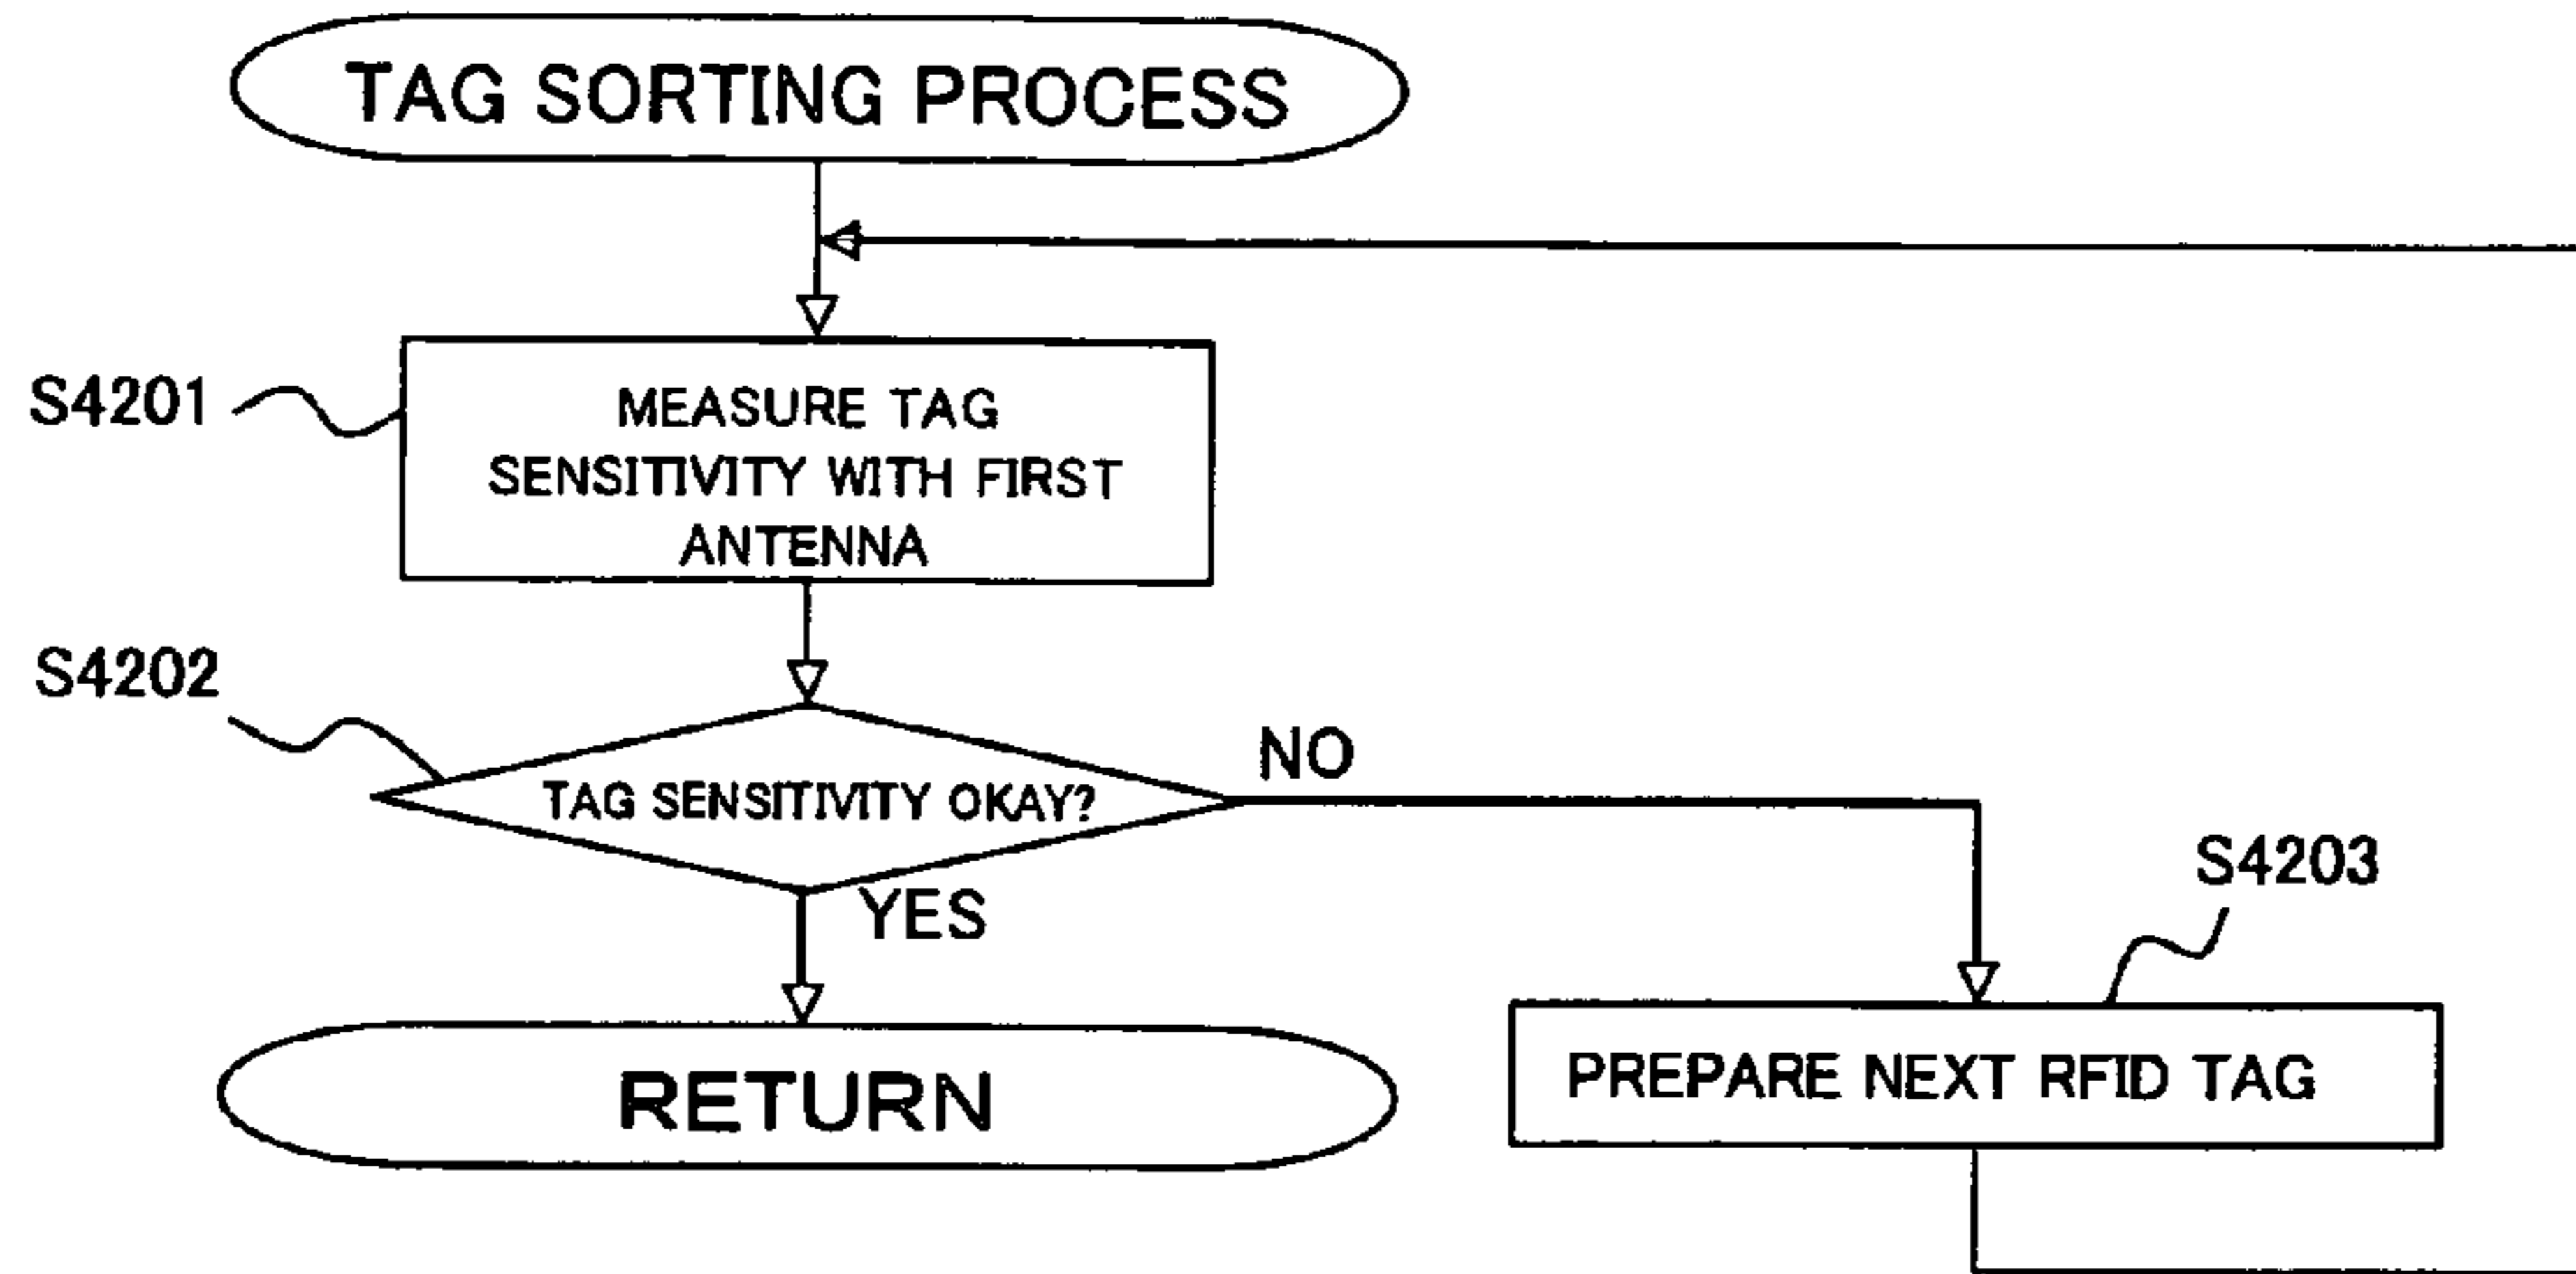 TAG SORTING PROCESS
S4201
MEASURE TAG
SENSITIVITY WITH FIRST
ANTENNA
S4202
TAG SENSITIVITY OKAY?
NO
YES
S4203
PREPARE NEXT RFID TAG
RETURN